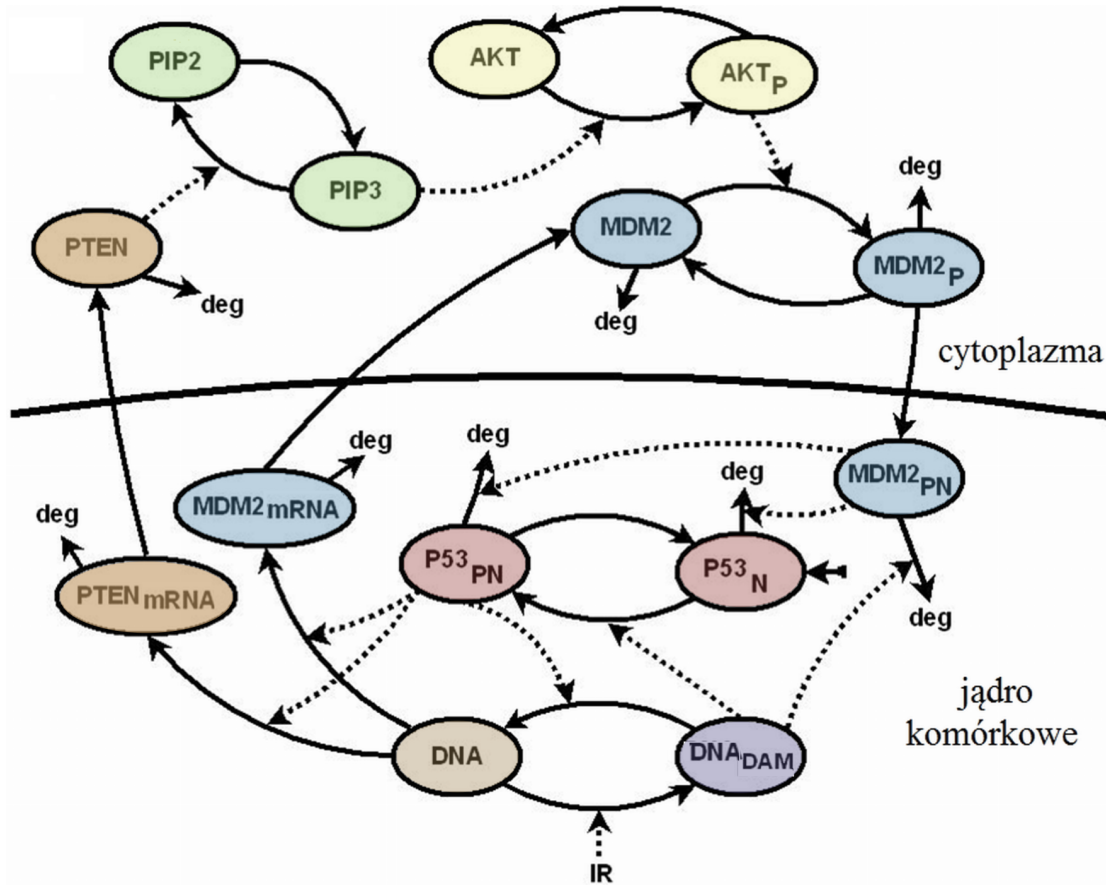 PIP2
AKT
AKTP
PIP3
deg
PTEN
MDM2
MDM2P
deg
deg
cytoplazma
deg
deg
deg
MDM2PN
MDM2mRNA
deg
P53PN
P53N
PTENmRNA
deg
jądro
komórkowe
DNA
DNADAM
IR